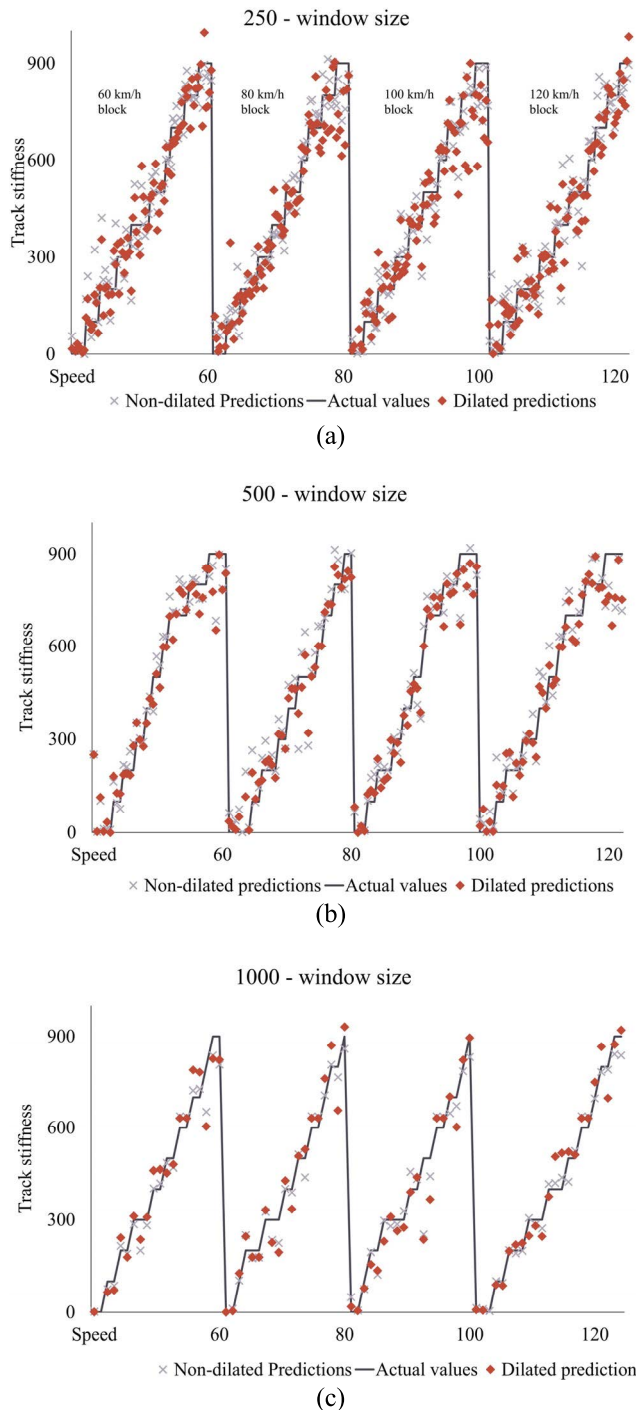 250 - window size
900
600
300
0
Track stiffness
60 km/h
block
80 km/h
block
100 km/h
block
120 km/h
block
Speed 60 80 100 120
Non-dilated Predictions Actual values Dilated predictions
(a)
500 - window size
900
600
300
0
Track stiffness
Speed 60 80 100 120
Non-dilated predictions Actual values Dilated predictions
(b)
1000 - window size
900
600
300
0
Track stiffness
Speed 60 80 100 120
Non-dilated Predictions Actual values Dilated prediction
(c)